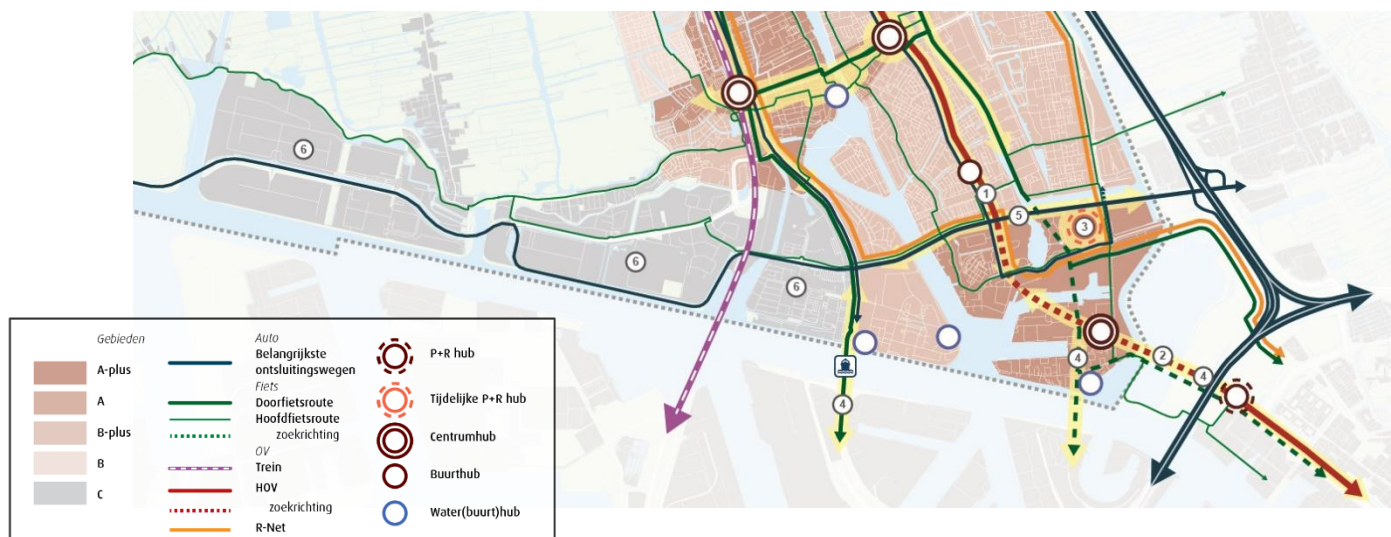 6
6
6
1
5
3
2
4
4
4
Gebieden
A-plus
A
B-plus
B
C
Auto
Belangrijkste
ontsluitingswegen
Fiets
Doorfietsroute
Hoofdfietsroute
zoekrichting
OV
Trein
HOV
zoekrichting
R-Net
P+R hub
Tijdelijke P+R hub
Centrumhub
Buurthub
Water(buurt)hub